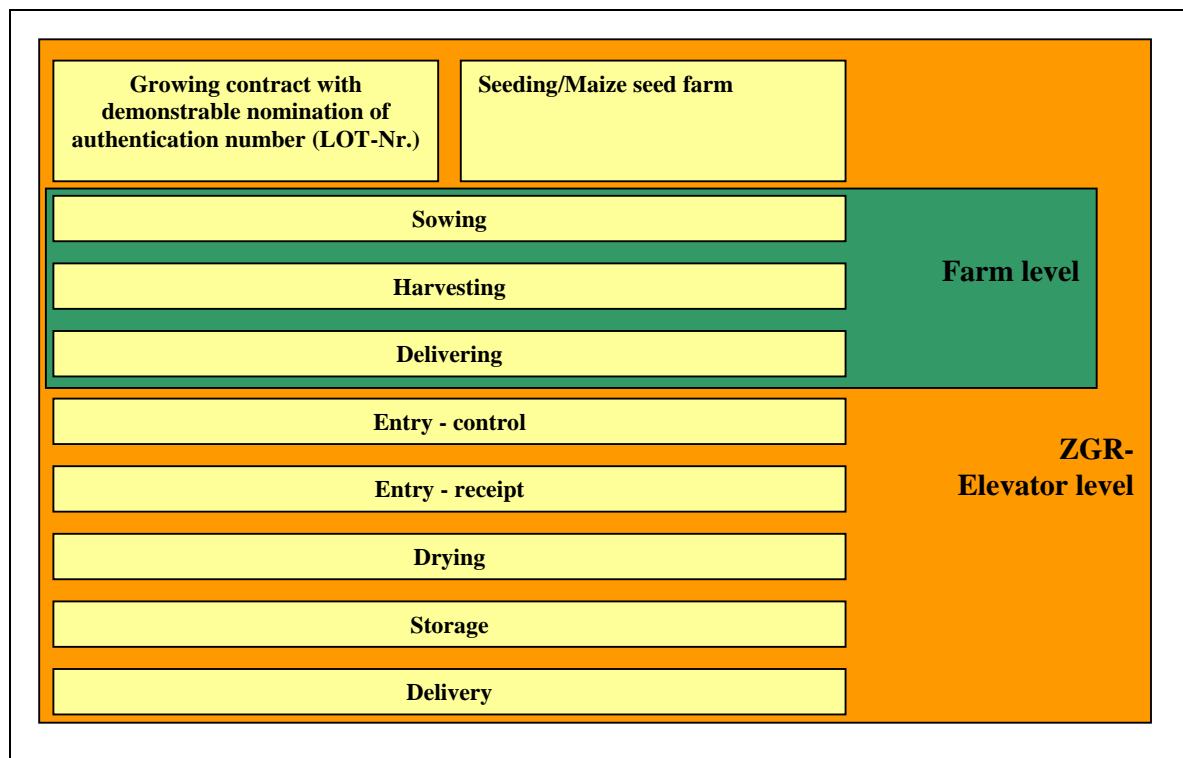 Growing contract with
demonstrable nomination of
authentication number (LOT-Nr.)
Seeding/Maize seed farm
Sowing
Harvesting
Delivering
Farm level
Entry - control
Entry - receipt
Drying
Storage
Delivery
ZGR-
Elevator level